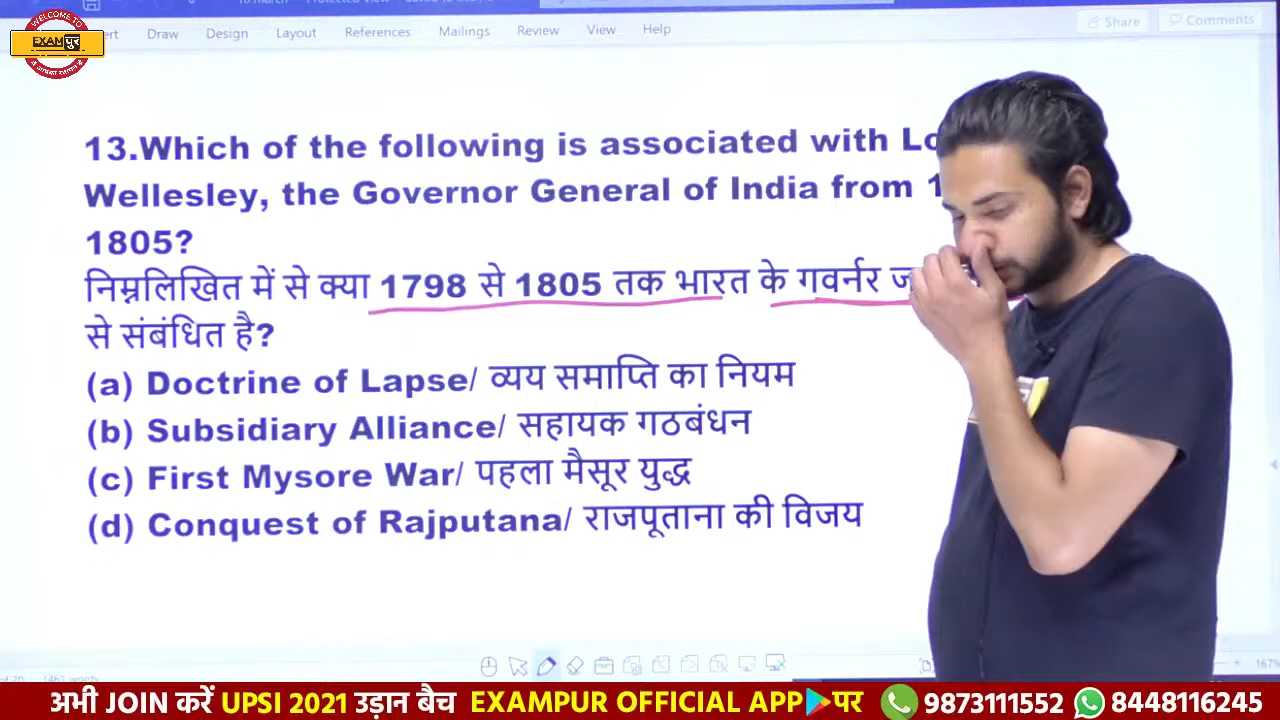 WELCOME TO
EXAMपुर
Draw Design Layout References Mailings Review View Help
Share Comments
13.Which of the following is associated with
Wellesley, the Governor General of India from
1805?
निम्नलिखित में से क्या 1798 से 1805 तक भारत के गवर्नर
से संबंधित है?
(a) Doctrine of Lapse/ व्यय समाप्ति का नियम
(b) Subsidiary Alliance/ सहायक गठबंधन
(c) First Mysore War/ पहला मैसूर युद्ध
(d) Conquest of Rajputana/ राजपूताना की विजय
167%
अभी JOIN करें UPSI 2021 उड़ान बैच EXAMPUR OFFICIAL APP पर 9873111552 8448116245